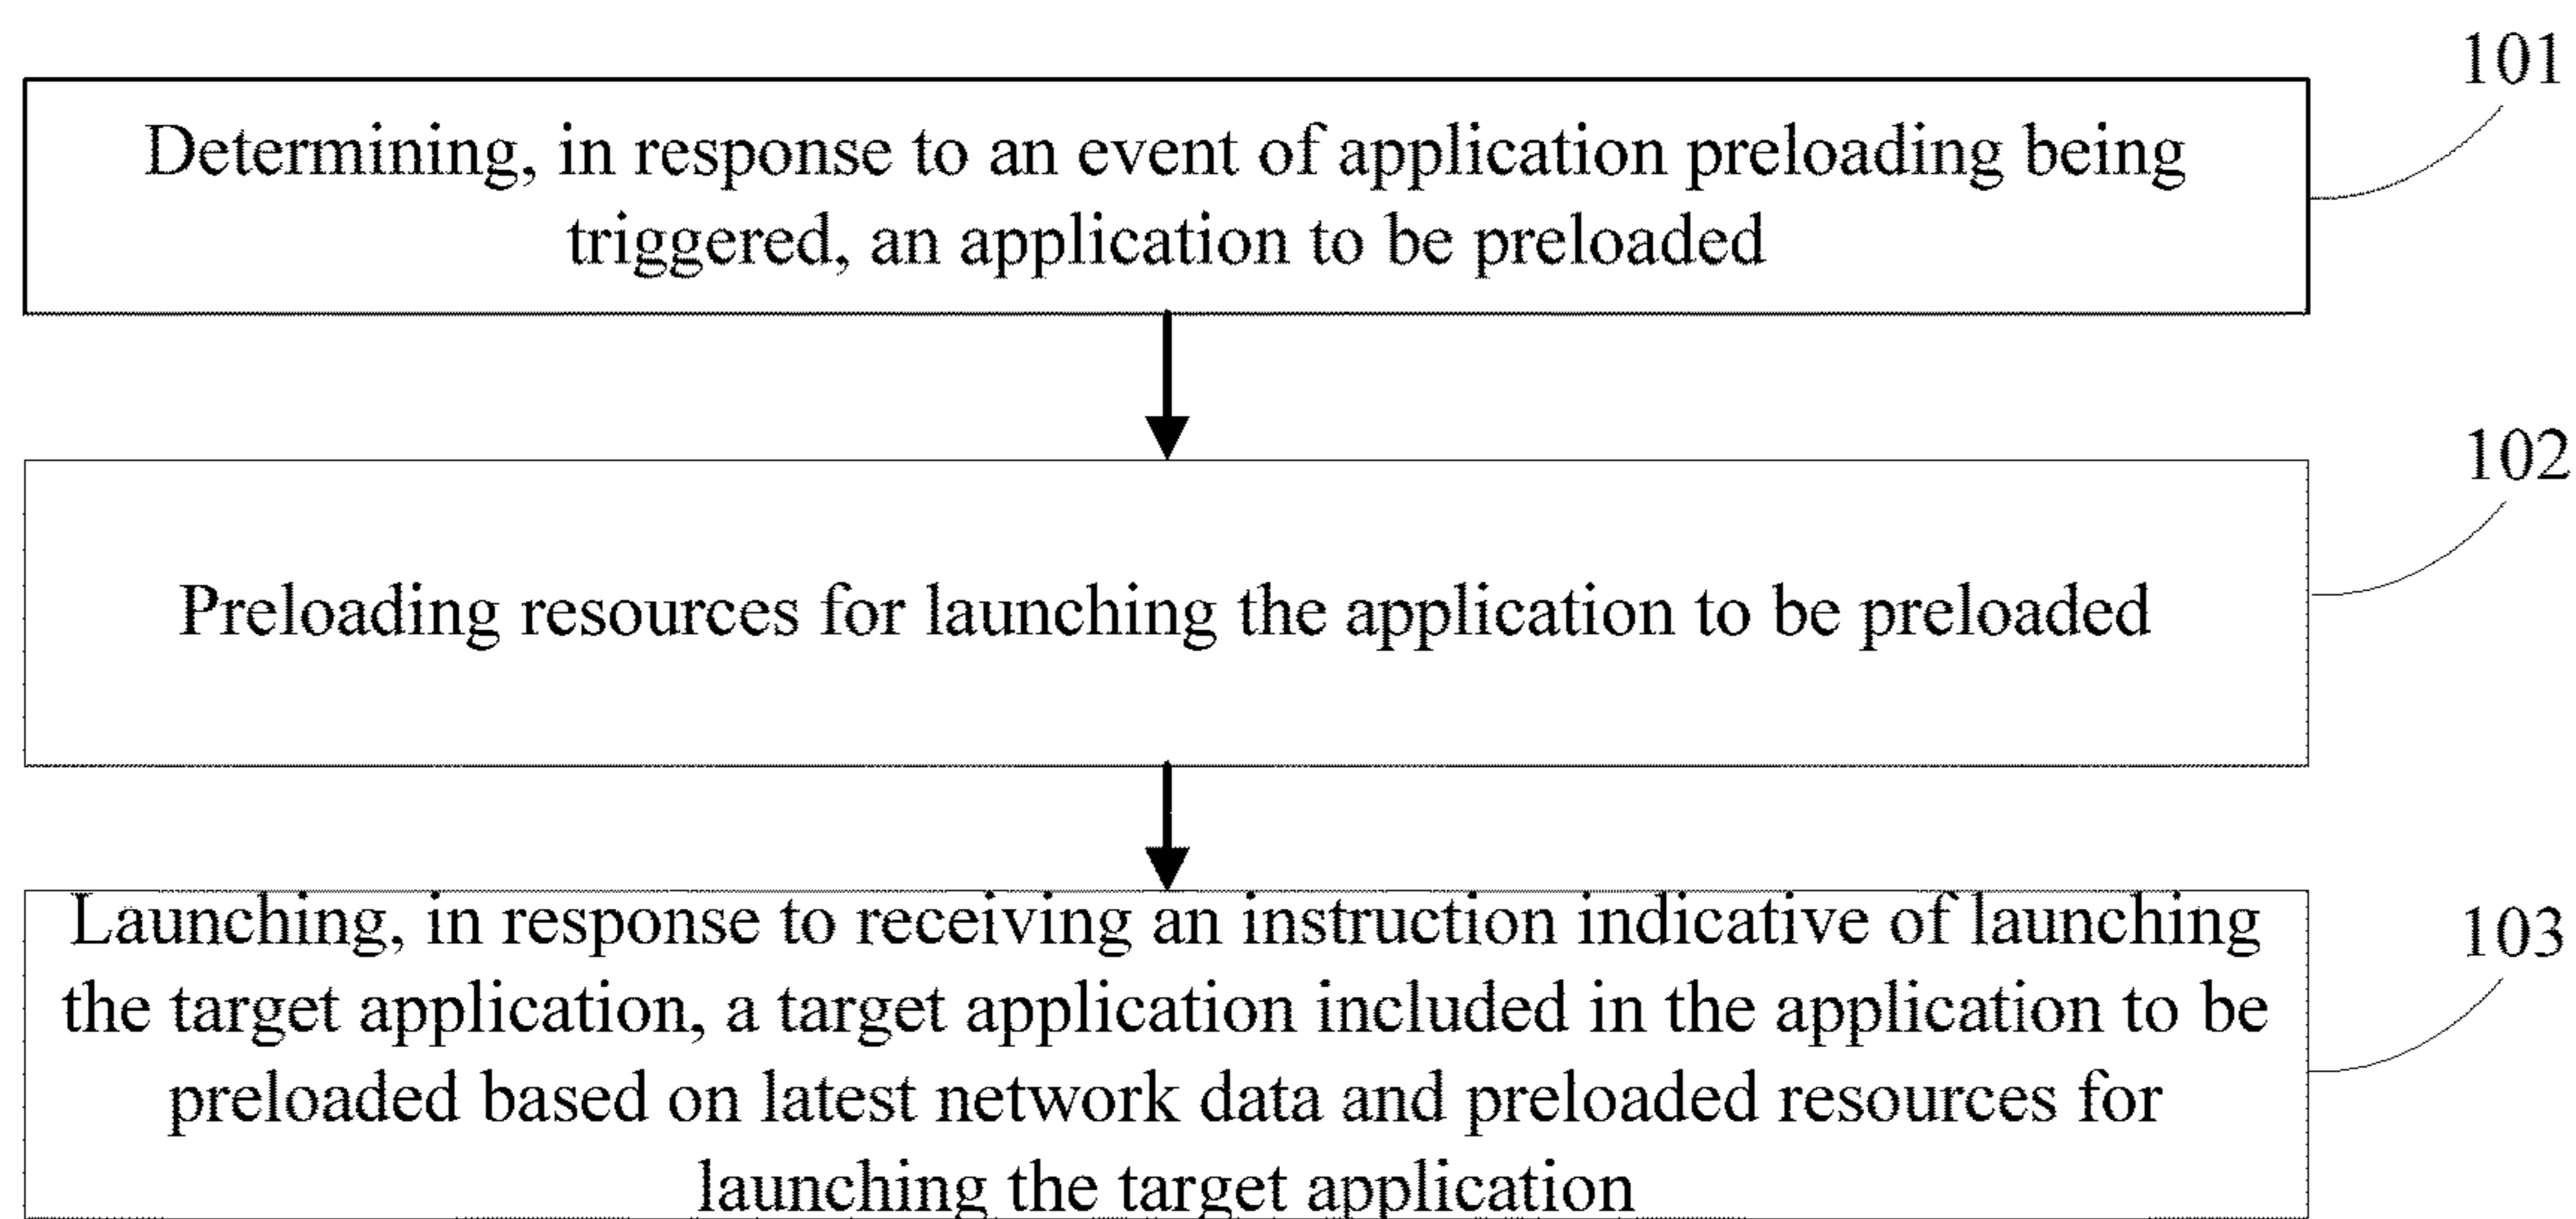 101
Determining, in response to an event of application preloading being
triggered, an application to be preloaded
102
Preloading resources for launching the application to be preloaded
Launching, in response to receiving an instruction indicative of launching
103
the target application, a target application included in the application to be
preloaded based on latest network data and preloaded resources for
launching the target application